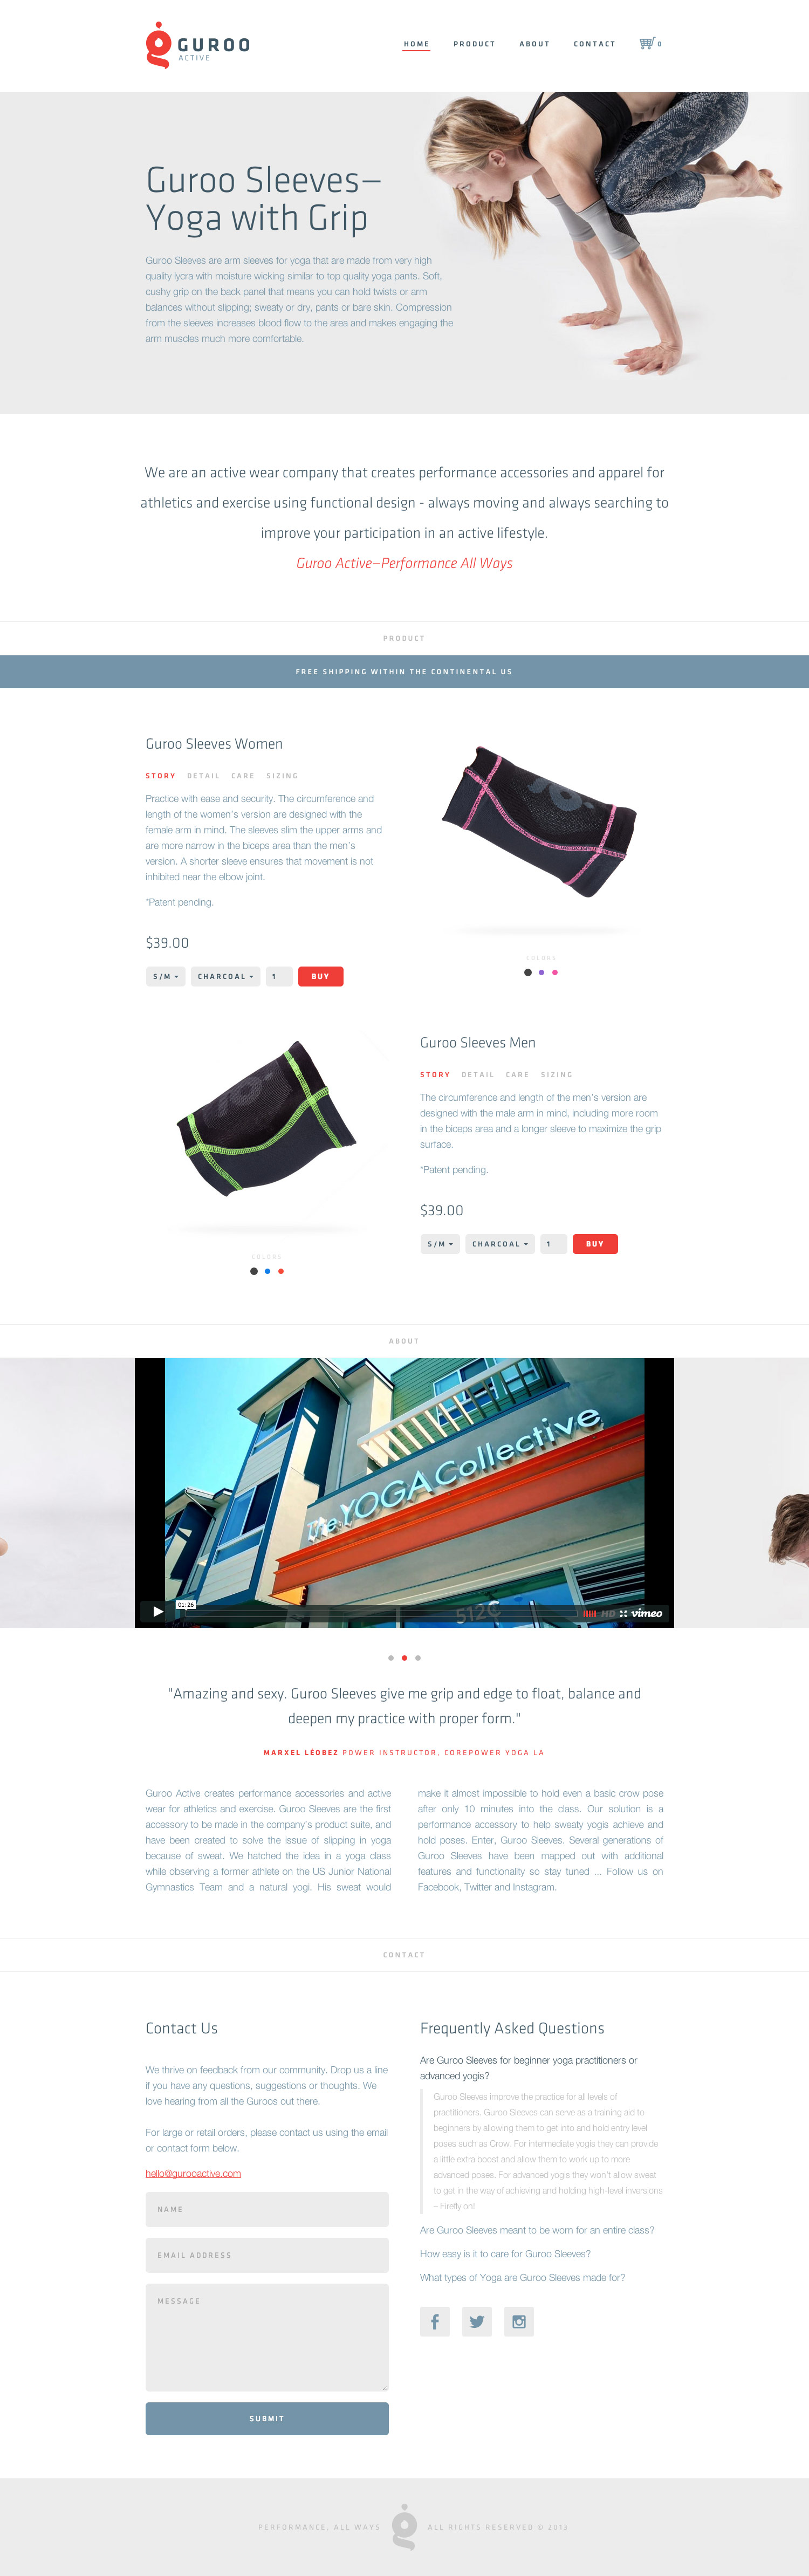 GUROO
ACTIVE
HOME PRODUCT ABOUT CONTACT 0
Guroo Sleeves–
Yoga with Grip
Guroo Sleeves are arm sleeves for yoga that are made from very high
quality lycra with moisture wicking similar to top quality yoga pants. Soft,
cushy grip on the back panel that means you can hold twists or arm
balances without slipping; sweaty or dry, pants or bare skin. Compression
from the sleeves increases blood flow to the area and makes engaging the
arm muscles much more comfortable.
We are an active wear company that creates performance accessories and apparel for
athletics and exercise using functional design - always moving and always searching to
improve your participation in an active lifestyle.
Guroo Active–Performance All Ways
PRODUCT
FREE SHIPPING WITHIN THE CONTINENTAL US
Guroo Sleeves Women
STORY DETAIL CARE SIZING
Practice with ease and security. The circumference and
length of the women's version are designed with the
female arm in mind. The sleeves slim the upper arms and
are more narrow in the biceps area than the men's
version. A shorter sleeve ensures that movement is not
inhibited near the elbow joint.
*Patent pending.
$39.00
S/M CHARCOAL 1 BUY
COLORS
Guroo Sleeves Men
STORY DETAIL CARE SIZING
The circumference and length of the men's version are
designed with the male arm in mind, including more room
in the biceps area and a longer sleeve to maximize the grip
surface.
*Patent pending.
$39.00
S/M CHARCOAL 1 BUY
COLORS
ABOUT
The YOGA Collective
512C
01:26
HD vimeo
"Amazing and sexy. Guroo Sleeves give me grip and edge to float, balance and
deepen my practice with proper form."
MARXEL LÉOBEZ POWER INSTRUCTOR, COREPOWER YOGA LA
Guroo Active creates performance accessories and active
wear for athletics and exercise. Guroo Sleeves are the first
accessory to be made in the company's product suite, and
have been created to solve the issue of slipping in yoga
because of sweat. We hatched the idea in a yoga class
while observing a former athlete on the US Junior National
Gymnastics Team and a natural yogi. His sweat would
make it almost impossible to hold even a basic crow pose
after only 10 minutes into the class. Our solution is a
performance accessory to help sweaty yogis achieve and
hold poses. Enter, Guroo Sleeves. Several generations of
Guroo Sleeves have been mapped out with additional
features and functionality so stay tuned ... Follow us on
Facebook, Twitter and Instagram.
CONTACT
Contact Us
We thrive on feedback from our community. Drop us a line
if you have any questions, suggestions or thoughts. We
love hearing from all the Guroos out there.
For large or retail orders, please contact us using the email
or contact form below.
hello@gurooactive.com
NAME
EMAIL ADDRESS
MESSAGE
SUBMIT
Frequently Asked Questions
Are Guroo Sleeves for beginner yoga practitioners or
advanced yogis?
Guroo Sleeves improve the practice for all levels of
practitioners. Guroo Sleeves can serve as a training aid to
beginners by allowing them to get into and hold entry level
poses such as Crow. For intermediate yogis they can provide
a little extra boost and allow them to work up to more
advanced poses. For advanced yogis they won't allow sweat
to get in the way of achieving and holding high-level inversions
– Firefly on!
Are Guroo Sleeves meant to be worn for an entire class?
How easy is it to care for Guroo Sleeves?
What types of Yoga are Guroo Sleeves made for?
PERFORMANCE, ALL WAYS ALL RIGHTS RESERVED © 2013